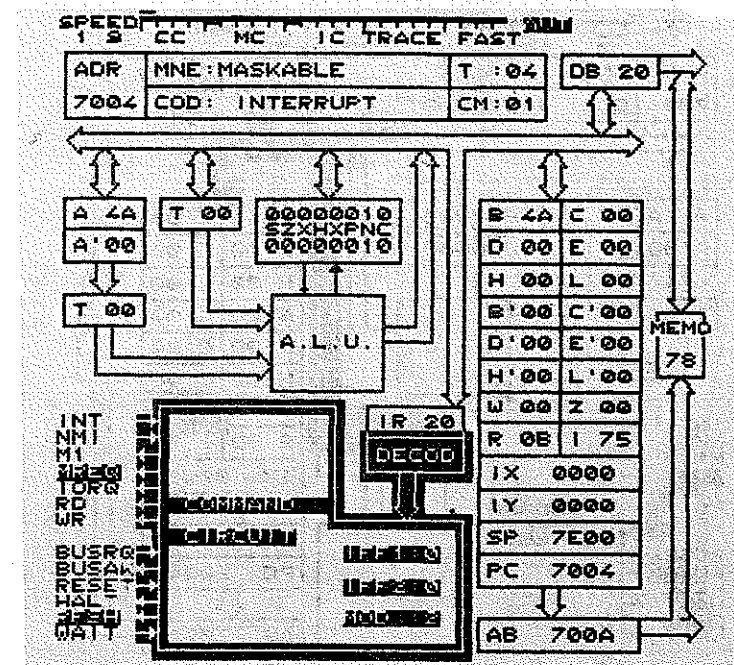 SPEED
1 2 CC MC IC TRACE FAST
ADR MNE:MASKABLE T :04 DB 20
7004 COD: INTERRUPT CM:01
A 4A T 00 00000010 B 4A C 00
SZXHXPNC
A'00 00000010 D 00 E 00
H 00 L 00
T 00 B'00 C'00
MEMO
A.L.U. D'00 E'00
78
H'00 L'00
INT IR 20 W 00 Z 00
NMI
M1 DECOD R 0B I 75
MREQ
IORQ IX 0000
RD COMMAND
WR IY 0000
CIRCUIT
SP 7E00
BUSRQ
BUSAK
RESET PC 7004
HALT
WAIT
AB 700A